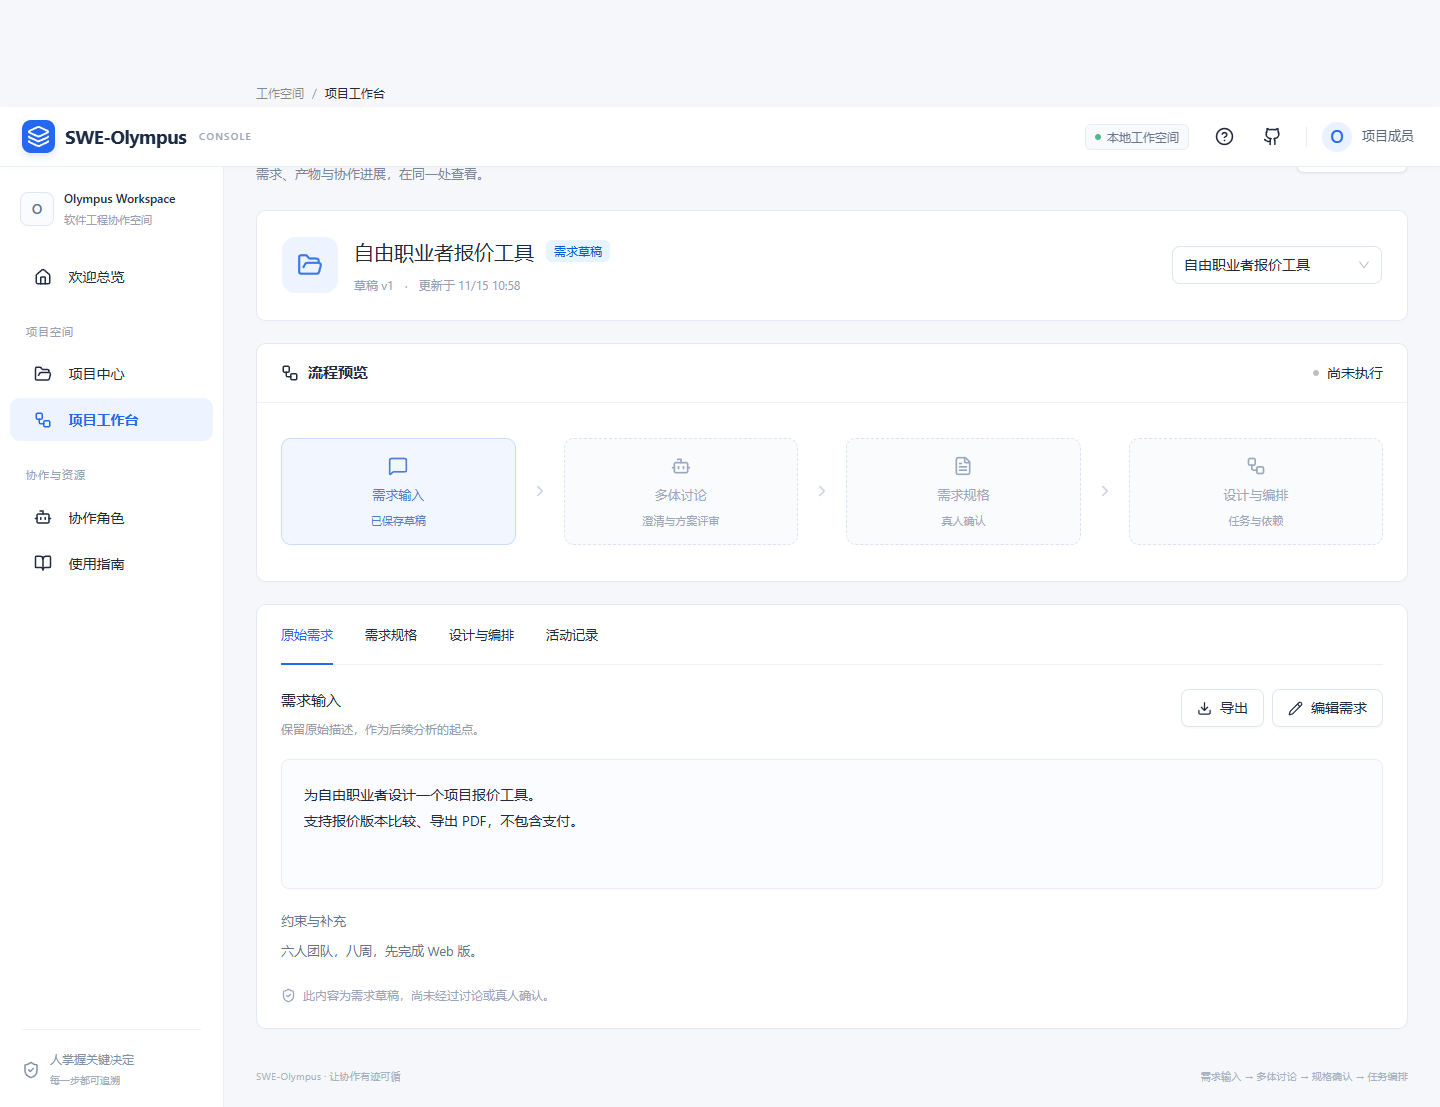 工作空间 / 项目工作台
SWE-Olympus CONSOLE
本地工作空间
O 项目成员
需求、产物与协作进展，在同一处查看。
O
Olympus Workspace
软件工程协作空间
欢迎总览
项目空间
项目中心
项目工作台
协作与资源
协作角色
使用指南
人掌握关键决定
每一步都可追溯
自由职业者报价工具 需求草稿
草稿 v1 · 更新于 11/15 10:58
自由职业者报价工具
流程预览
尚未执行
需求输入
已保存草稿
多体讨论
澄清与方案评审
需求规格
真人确认
设计与编排
任务与依赖
原始需求 需求规格 设计与编排 活动记录
需求输入
保留原始描述，作为后续分析的起点。
导出 编辑需求
为自由职业者设计一个项目报价工具。
支持报价版本比较、导出 PDF，不包含支付。
约束与补充
六人团队，八周，先完成 Web 版。
此内容为需求草稿，尚未经过讨论或真人确认。
SWE-Olympus · 让协作有迹可循
需求输入 → 多体讨论 → 规格确认 → 任务编排